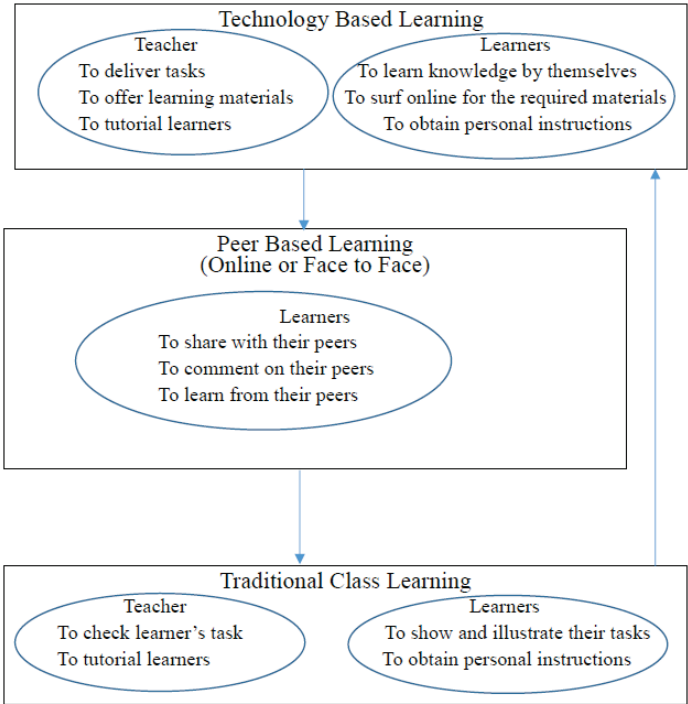 Technology Based Learning
Teacher
To deliver tasks
To offer learning materials
To tutorial learners
Learners
To learn knowledge by themselves
To surf online for the required materials
To obtain personal instructions
Peer Based Learning
(Online or Face to Face)
Learners
To share with their peers
To comment on their peers
To learn from their peers
Traditional Class Learning
Teacher
To check learner’s task
To tutorial learners
Learners
To show and illustrate their tasks
To obtain personal instructions